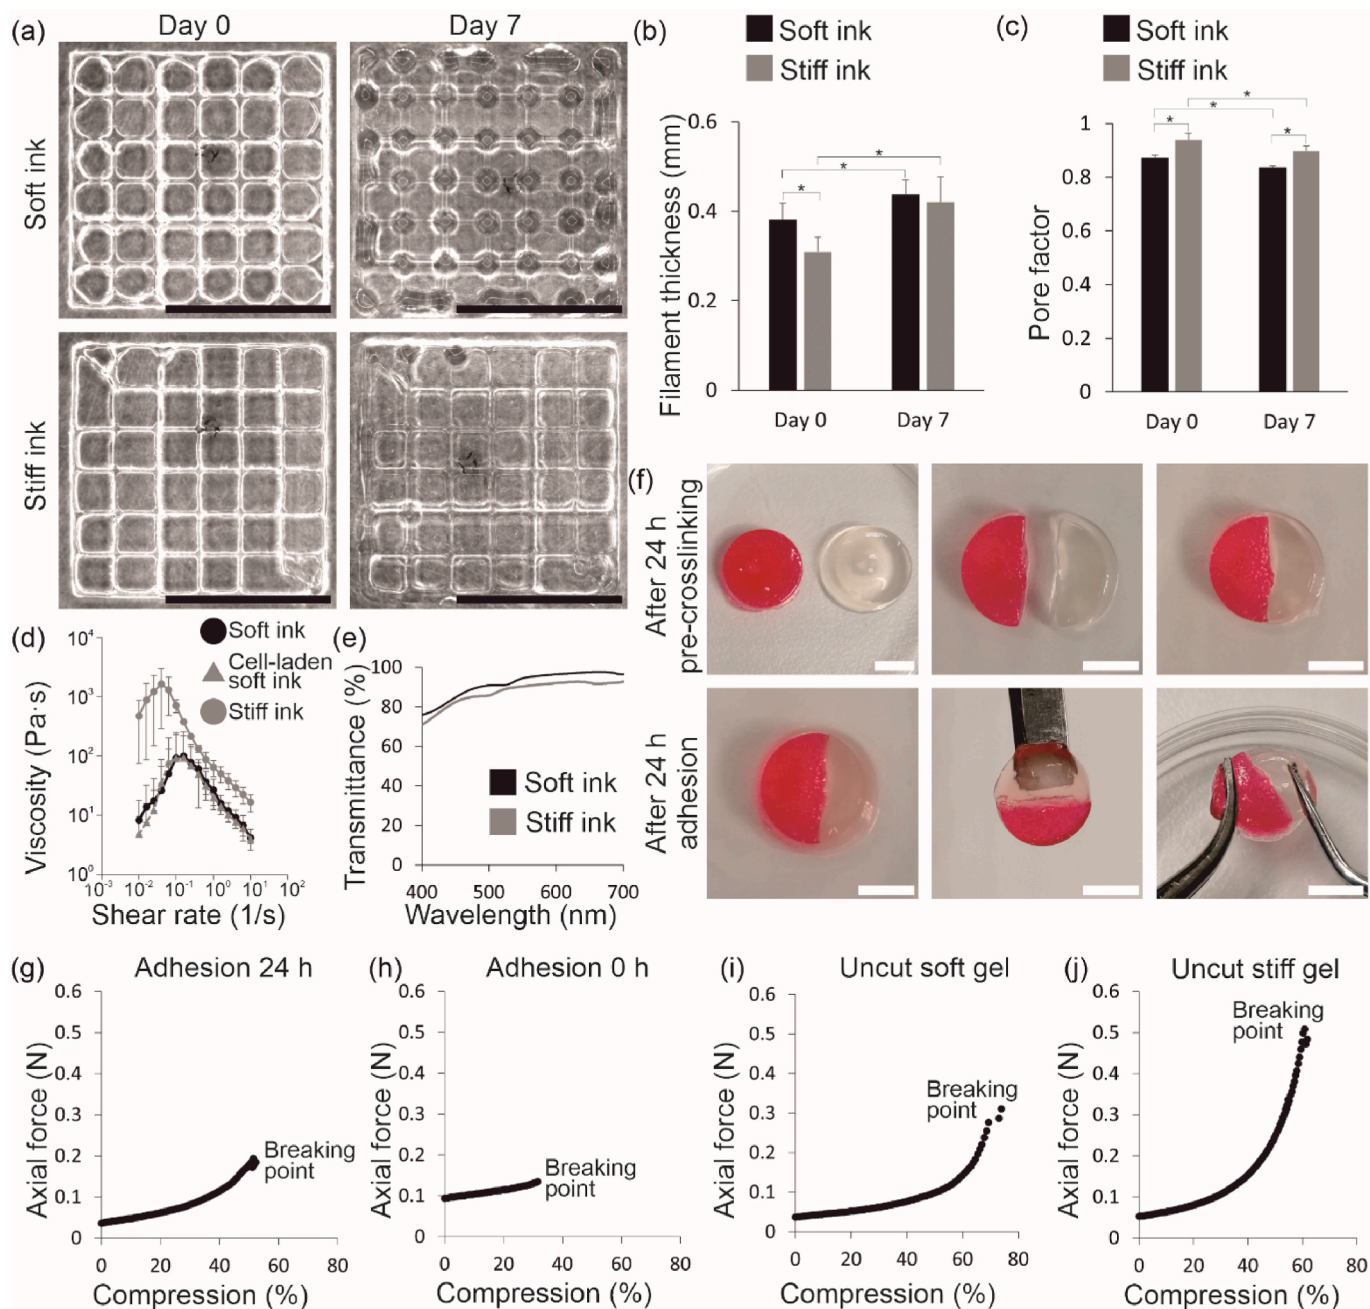 (a)
Day 0
Day 7
Soft ink
Stiff ink
(b)
Soft ink
Stiff ink
Filament thickness (mm)
0.6
0.4
0.2
0
*
*
*
Day 0
Day 7
(c)
Soft ink
Stiff ink
Pore factor
1
0.8
0.6
0.4
0.2
0
*
*
*
*
Day 0
Day 7
(d)
Soft ink
Cell-laden
soft ink
Stiff ink
Viscosity (Pa·s)
10⁴
10³
10²
10¹
10⁰
10⁻³
10⁻²
10⁻¹
10⁰
10¹
10²
Shear rate (1/s)
(e)
Transmittance (%)
100
80
60
40
20
0
Soft ink
Stiff ink
400
500
600
700
Wavelength (nm)
(f)
After 24 h
pre-crosslinking
After 24 h
adhesion
(g)
Adhesion 24 h
Axial force (N)
0.6
0.5
0.4
0.3
0.2
0.1
0
Breaking
point
0
20
40
60
80
Compression (%)
(h)
Adhesion 0 h
Axial force (N)
0.6
0.5
0.4
0.3
0.2
0.1
0
Breaking
point
0
20
40
60
80
Compression (%)
(i)
Uncut soft gel
Axial force (N)
0.6
0.5
0.4
0.3
0.2
0.1
0
Breaking
point
0
20
40
60
80
Compression (%)
(j)
Uncut stiff gel
Axial force (N)
0.6
0.5
0.4
0.3
0.2
0.1
0
Breaking
point
0
20
40
60
80
Compression (%)